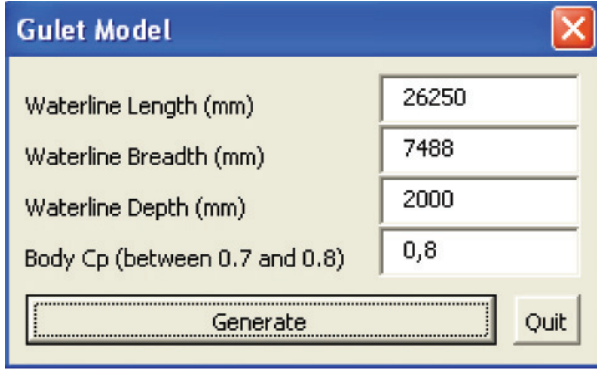 Gulet Model
Waterline Length (mm) 26250
Waterline Breadth (mm) 7488
Waterline Depth (mm) 2000
Body Cp (between 0.7 and 0.8) 0,8
Generate Quit